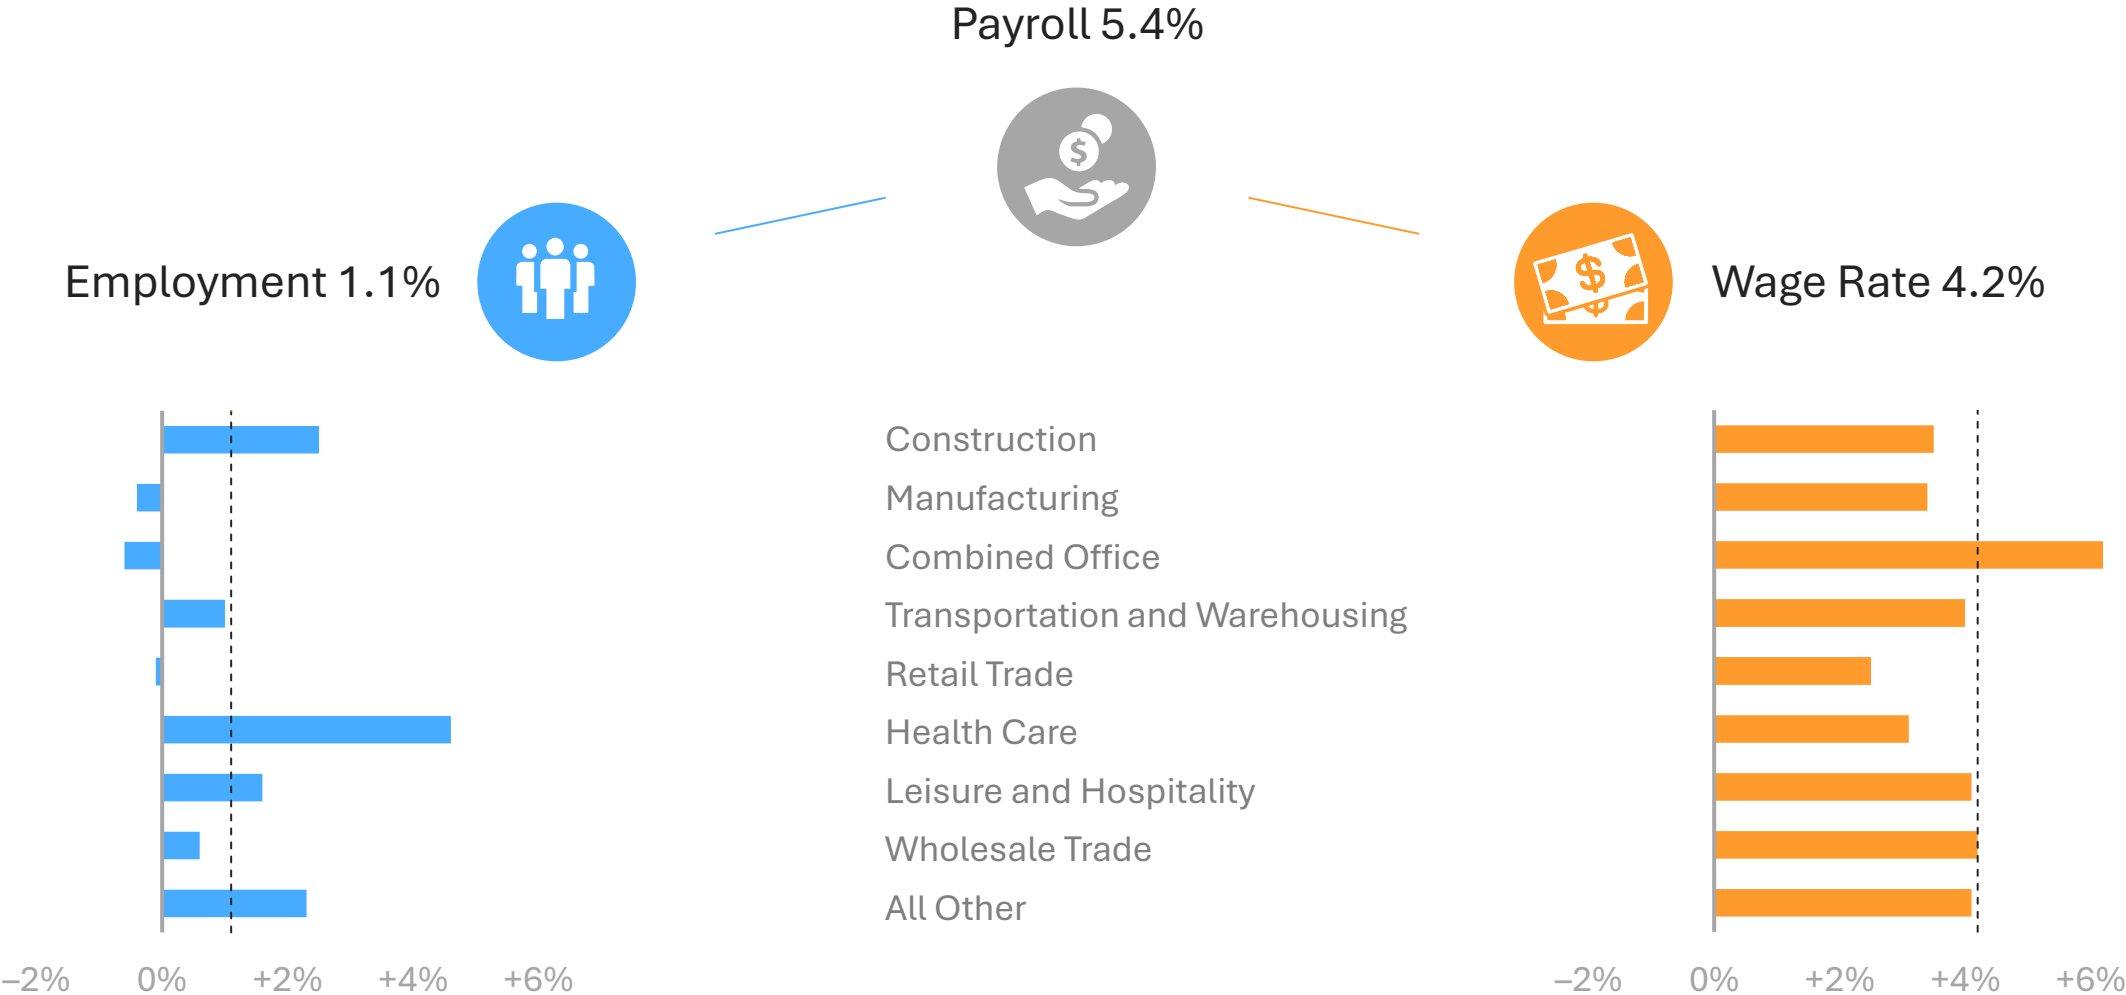 Payroll 5.4%
$
Employment 1.1%
$
$
Wage Rate 4.2%
Construction
Manufacturing
Combined Office
Transportation and Warehousing
Retail Trade
Health Care
Leisure and Hospitality
Wholesale Trade
All Other
–2% 0% +2% +4% +6%
–2% 0% +2% +4% +6%